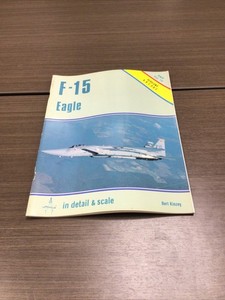 F-15
Eagle
in detail & scale
Bert Kinzey